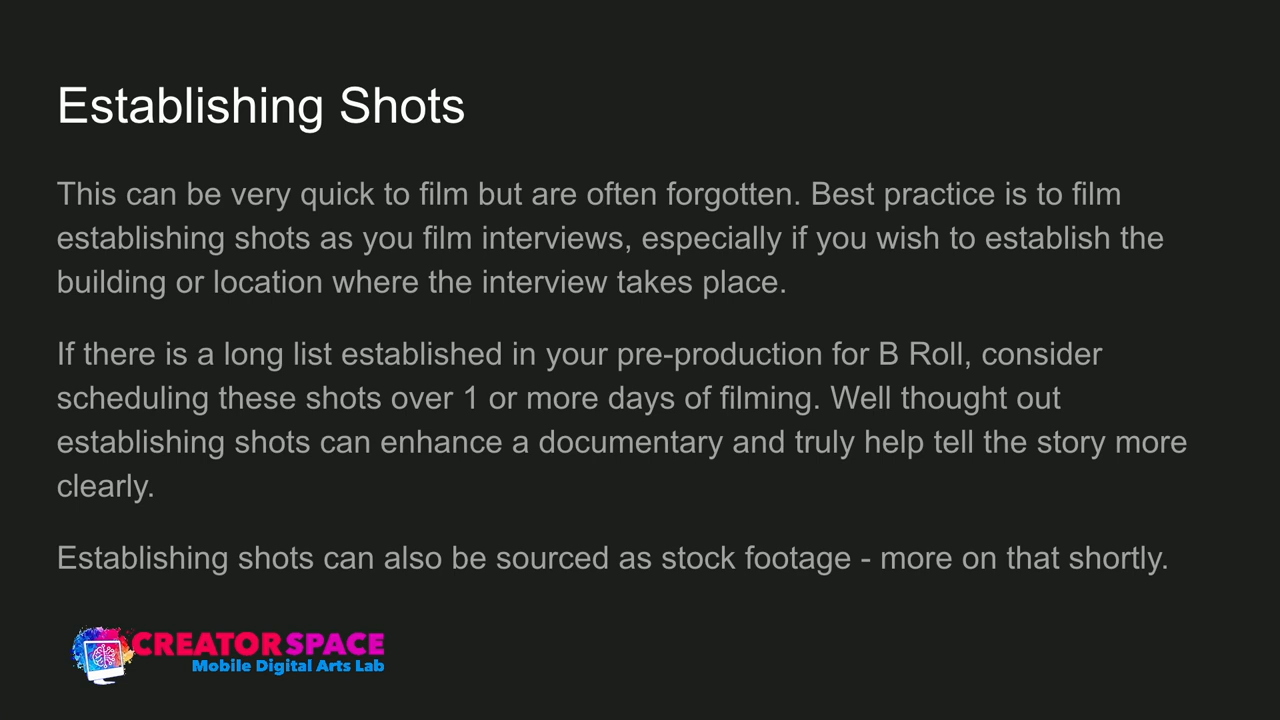 Establishing Shots
This can be very quick to film but are often forgotten. Best practice is to film
establishing shots as you film interviews, especially if you wish to establish the
building or location where the interview takes place.
If there is a long list established in your pre-production for B Roll, consider
scheduling these shots over 1 or more days of filming. Well thought out
establishing shots can enhance a documentary and truly help tell the story more
clearly.
Establishing shots can also be sourced as stock footage - more on that shortly.
CREATOR SPACE
Mobile Digital Arts Lab